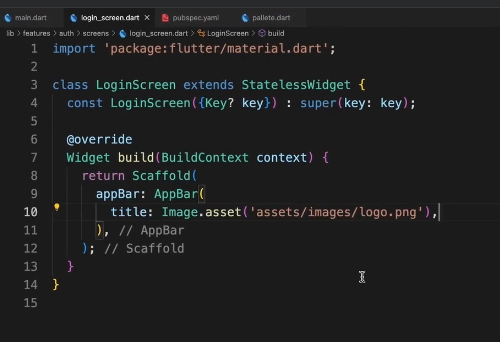 main.dart login_screen.dart × pubspec.yaml pallete.dart
lib > features > auth > screens > login_screen.dart > LoginScreen > build
1 import 'package:flutter/material.dart';
2
3 class LoginScreen extends StatelessWidget {
4 const LoginScreen({Key? key}) : super(key: key);
5
6 @override
7 Widget build(BuildContext context) {
8 return Scaffold(
9 appBar: AppBar(
10 title: Image.asset('assets/images/logo.png'),
11 ), // AppBar
12 ); // Scaffold
13 }
14 }
15